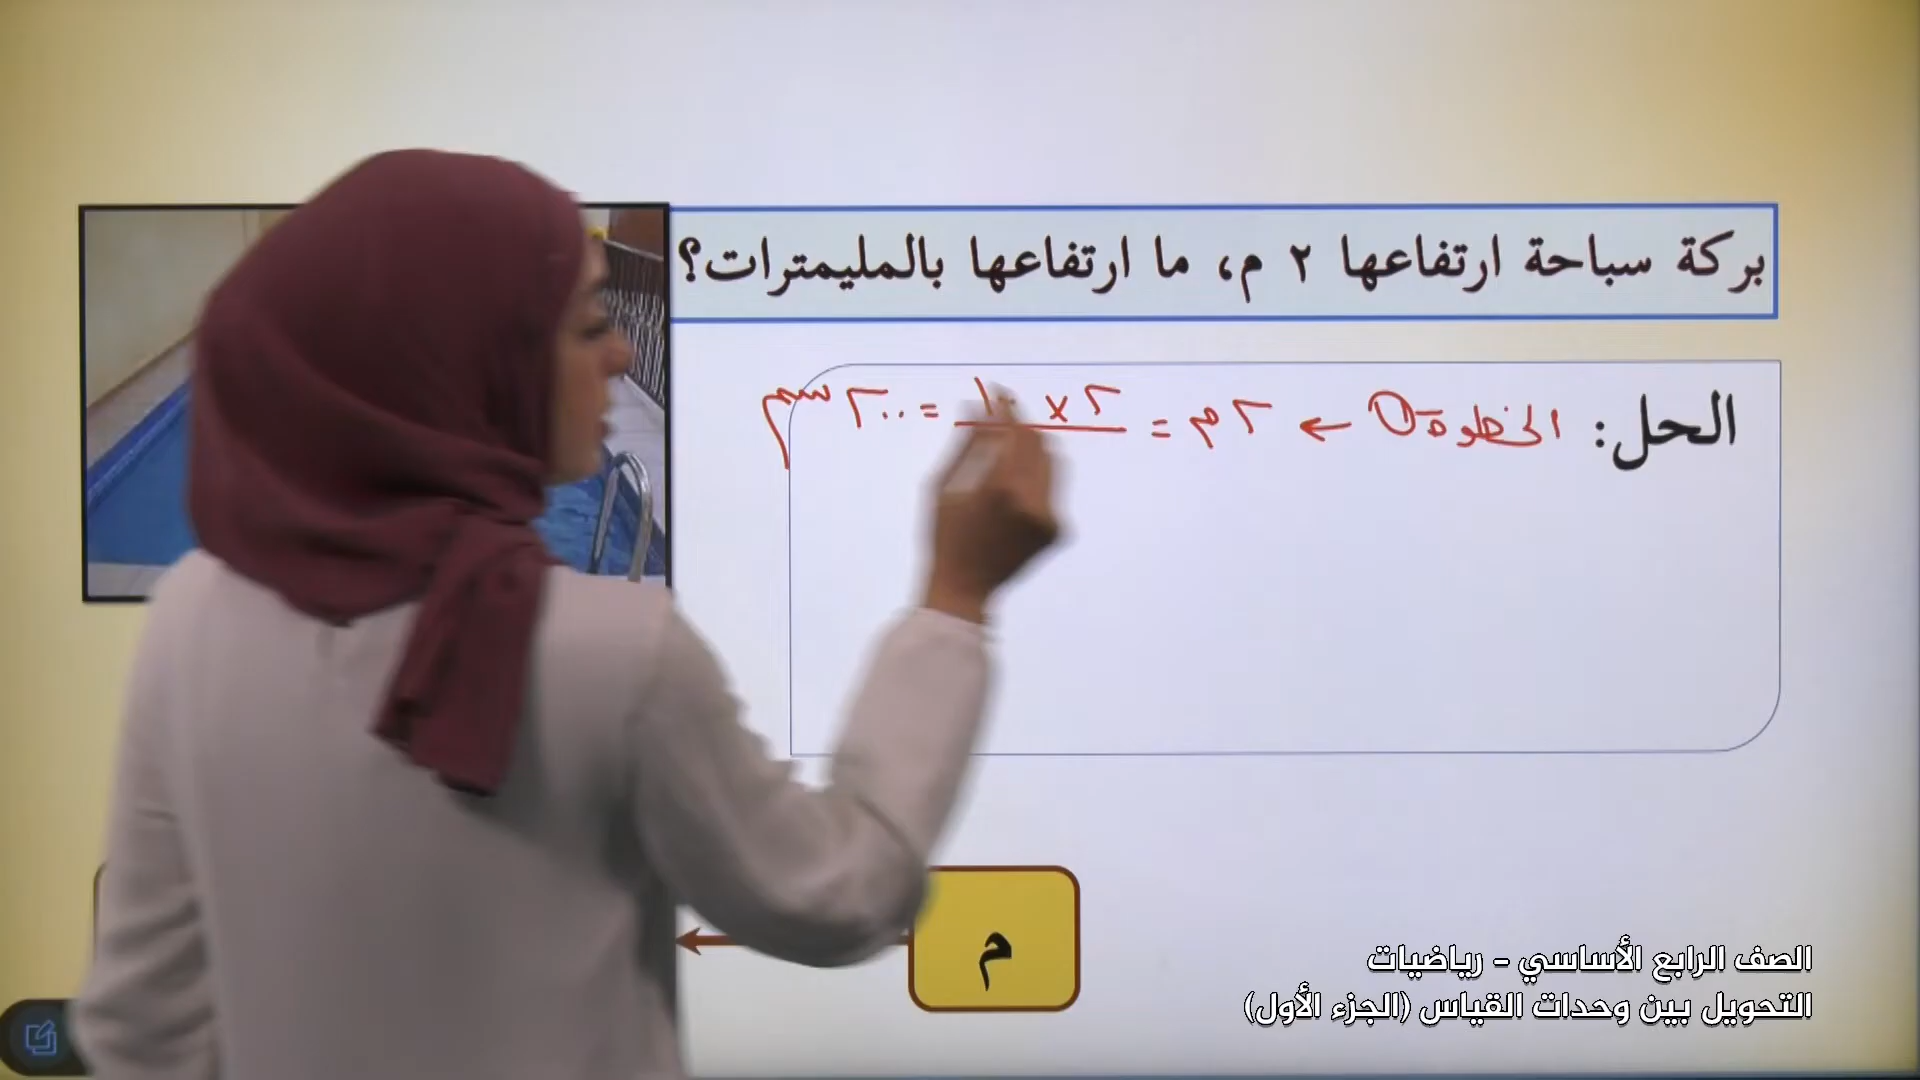 بركة سباحة ارتفاعها ٢ م، ما ارتفاعها بالمليمترات؟
الحل: الخطوة ① ← ٢ م = ٢ × ١٠٠ = ٢٠٠ سم
م
الصف الرابع الأساسي - رياضيات
التحويل بين وحدات القياس (الجزء الأول)